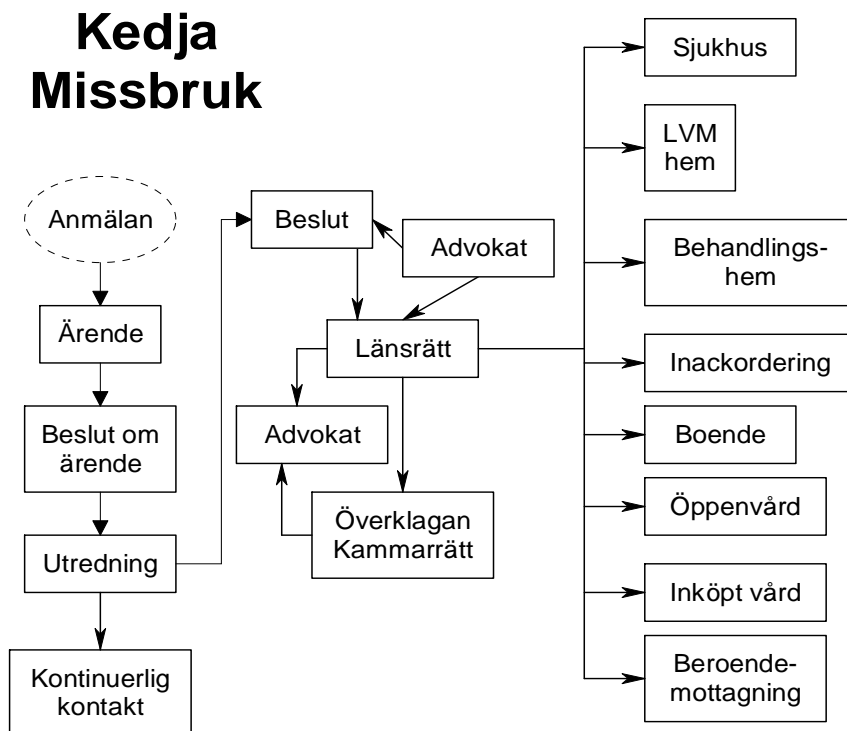 Kedja
Missbruk
Anmälan
Ärende
Beslut om
ärende
Utredning
Kontinuerlig
kontakt
Beslut
Advokat
Länsrätt
Advokat
Överklagan
Kammarrätt
Sjukhus
LVM
hem
Behandlings-
hem
Inackordering
Boende
Öppenvård
Inköpt vård
Beroende-
mottagning